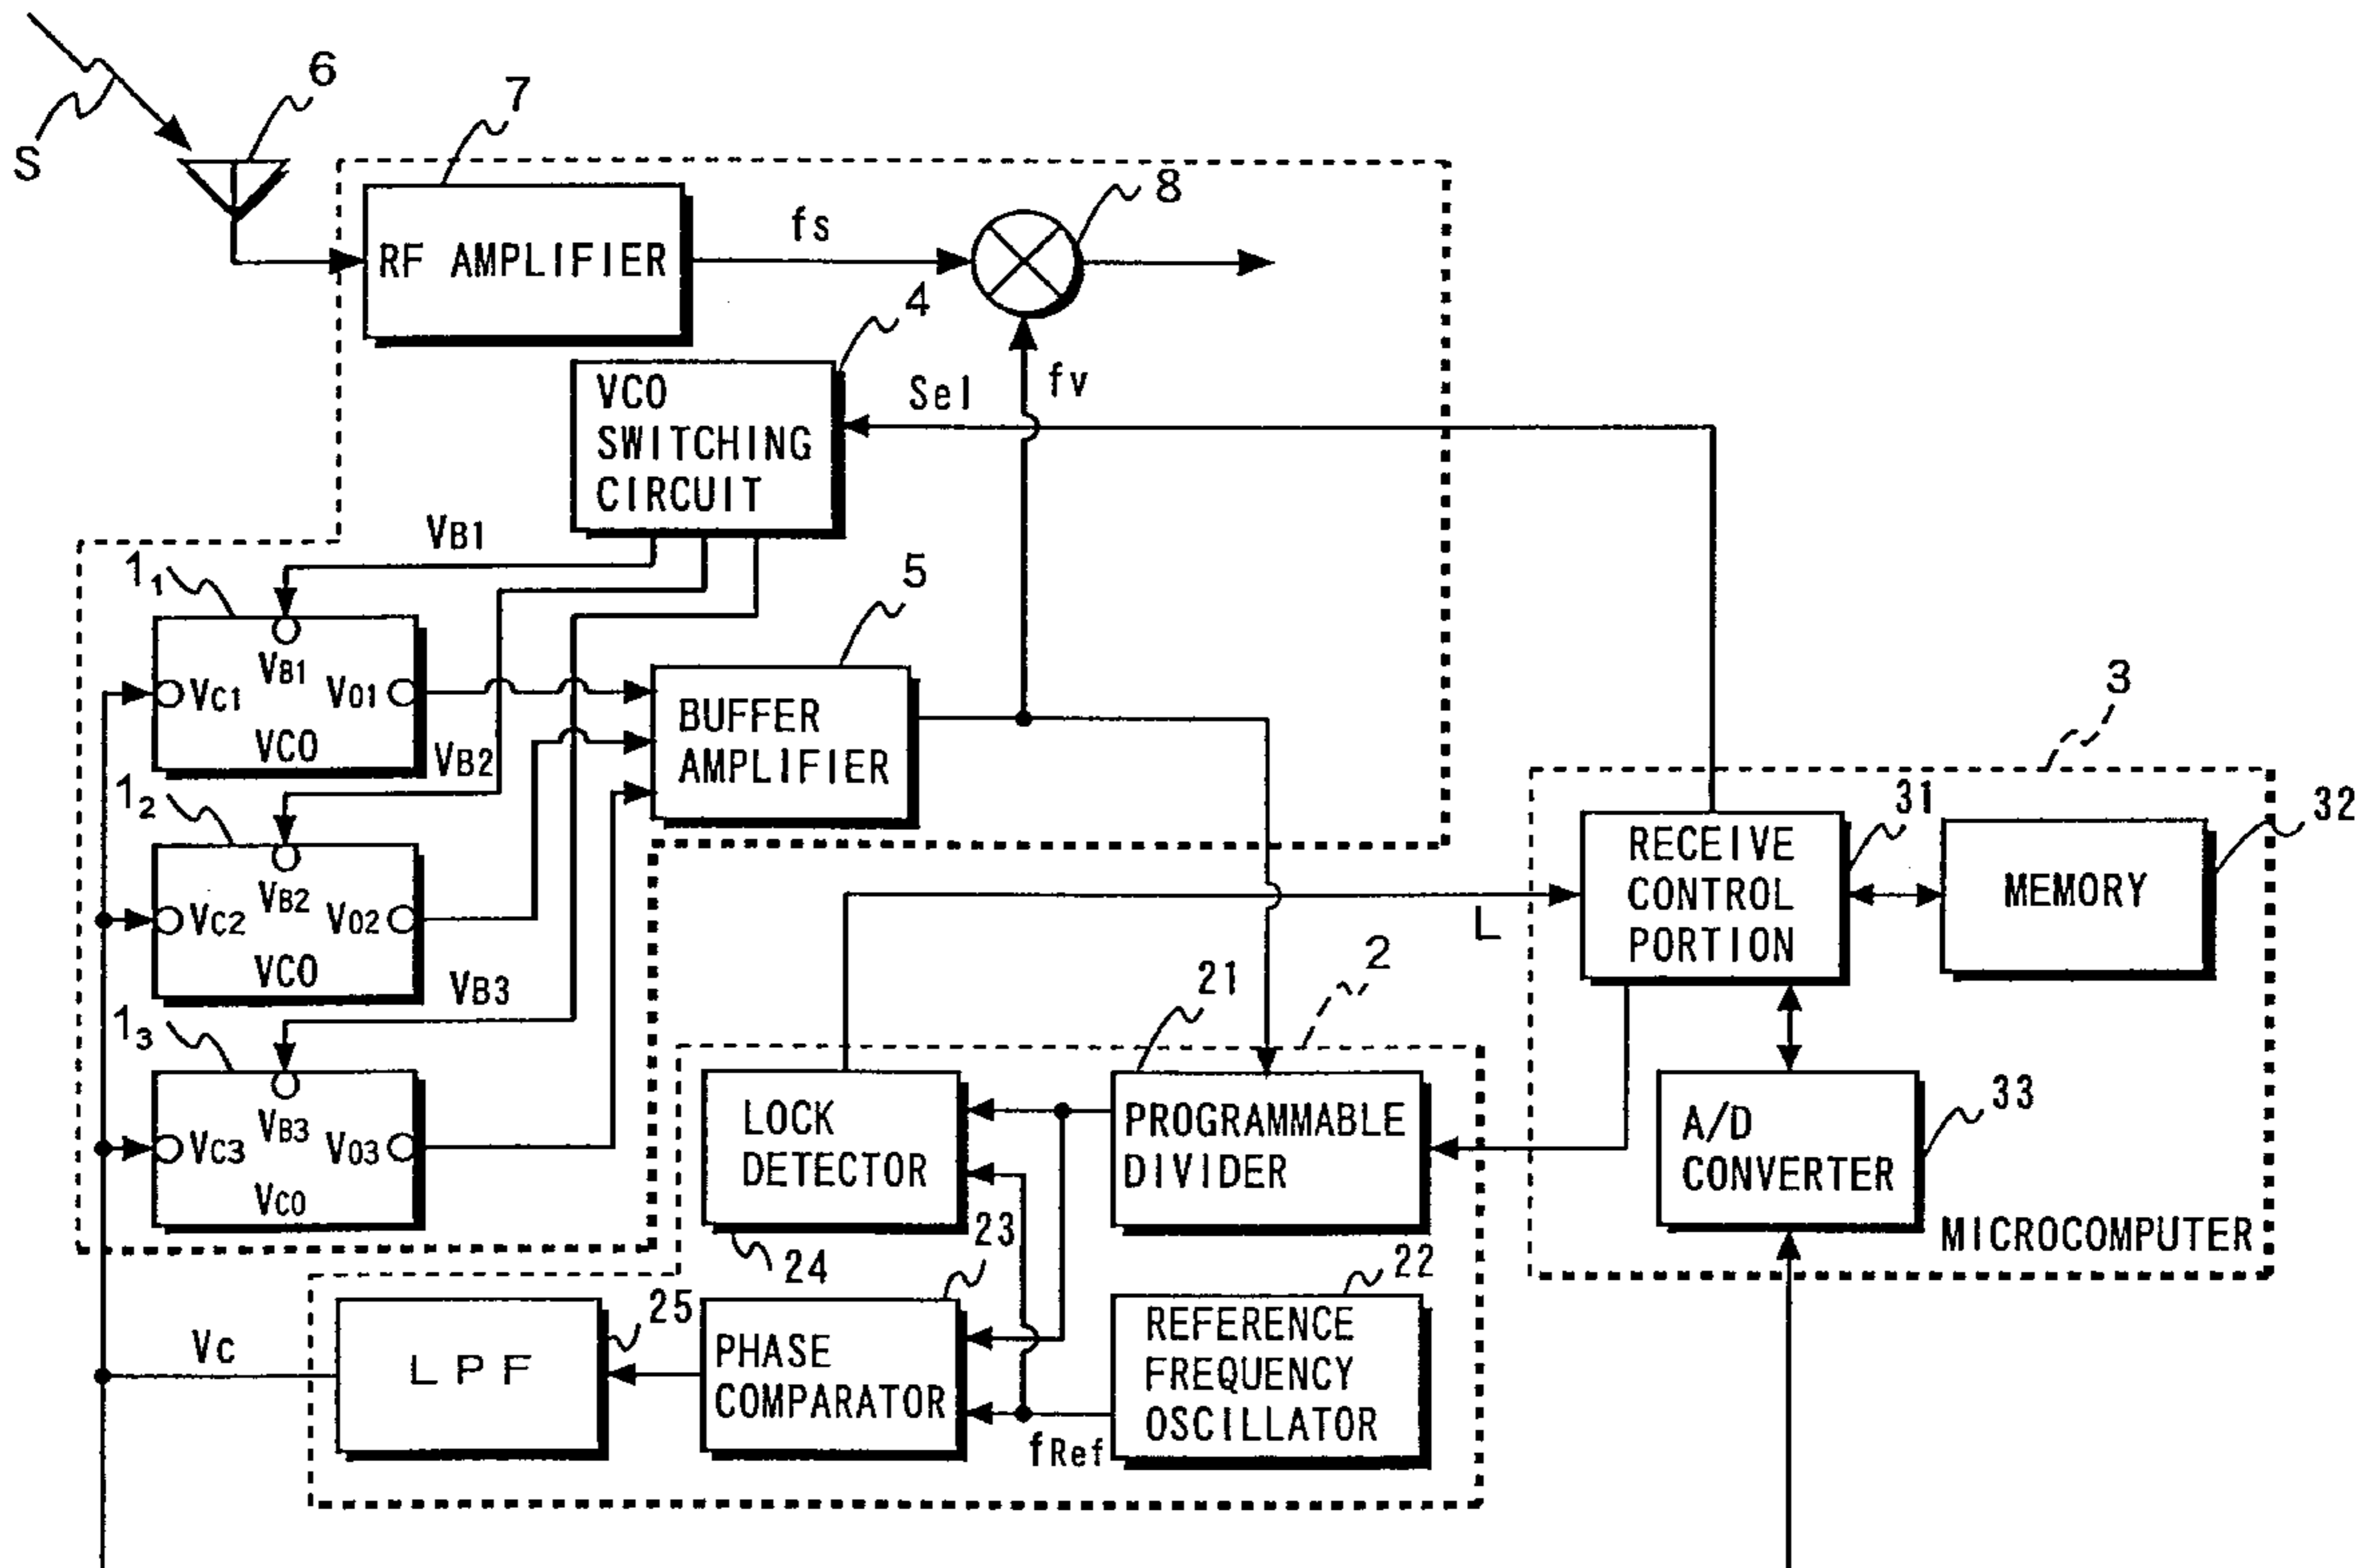 S
6
7
RF AMPLIFIER
fs
8
4
VCO
SWITCHING
CIRCUIT
Sel
fv
VB1
11
VB1
VC1
VO1
VCO
5
BUFFER
AMPLIFIER
VB2
12
VB2
VC2
VO2
VCO
VB3
13
VB3
VC3
VO3
VCO
3
31
RECEIVE
CONTROL
PORTION
32
MEMORY
L
2
21
PROGRAMMABLE
DIVIDER
LOCK
DETECTOR
24
33
A/D
CONVERTER
MICROCOMPUTER
23
22
25
Vc
LPF
PHASE
COMPARATOR
REFERENCE
FREQUENCY
OSCILLATOR
fRef